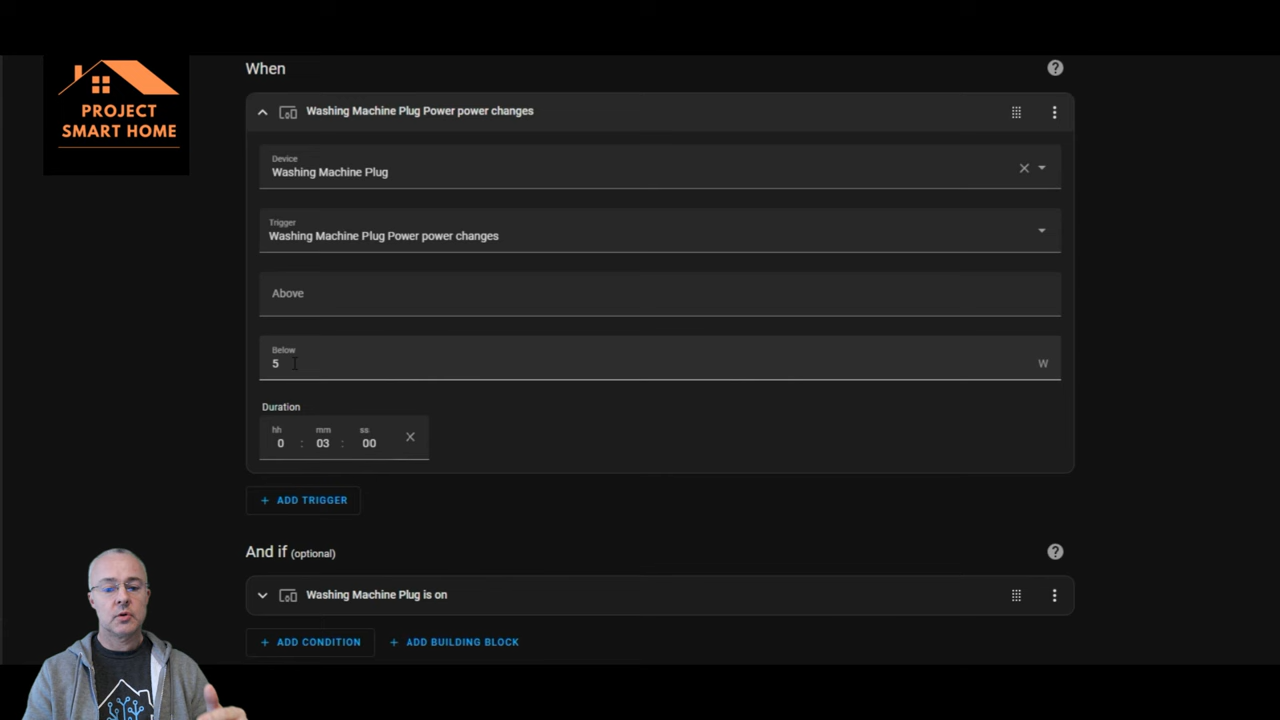 PROJECT
SMART HOME
When
Washing Machine Plug Power power changes
Device
Washing Machine Plug
Trigger
Washing Machine Plug Power power changes
Above
Below
5
W
Duration
hh mm ss
0 : 03 : 00
+ ADD TRIGGER
And if (optional)
Washing Machine Plug is on
+ ADD CONDITION + ADD BUILDING BLOCK